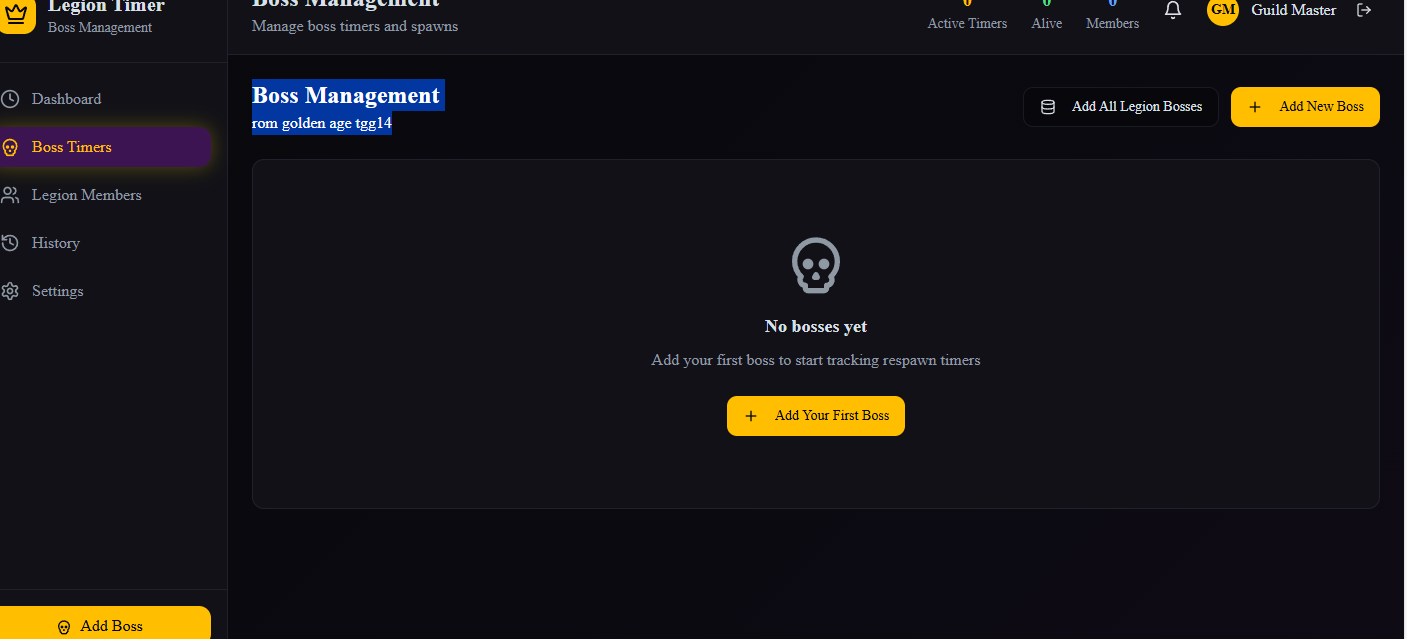 Legion Timer
Boss Management
Boss Management
Manage boss timers and spawns
0
Active Timers
0
Alive
0
Members
GM
Guild Master
Dashboard
Boss Timers
Legion Members
History
Settings
Add Boss
Boss Management
rom golden age tgg14
Add All Legion Bosses
+ Add New Boss
No bosses yet
Add your first boss to start tracking respawn timers
+ Add Your First Boss